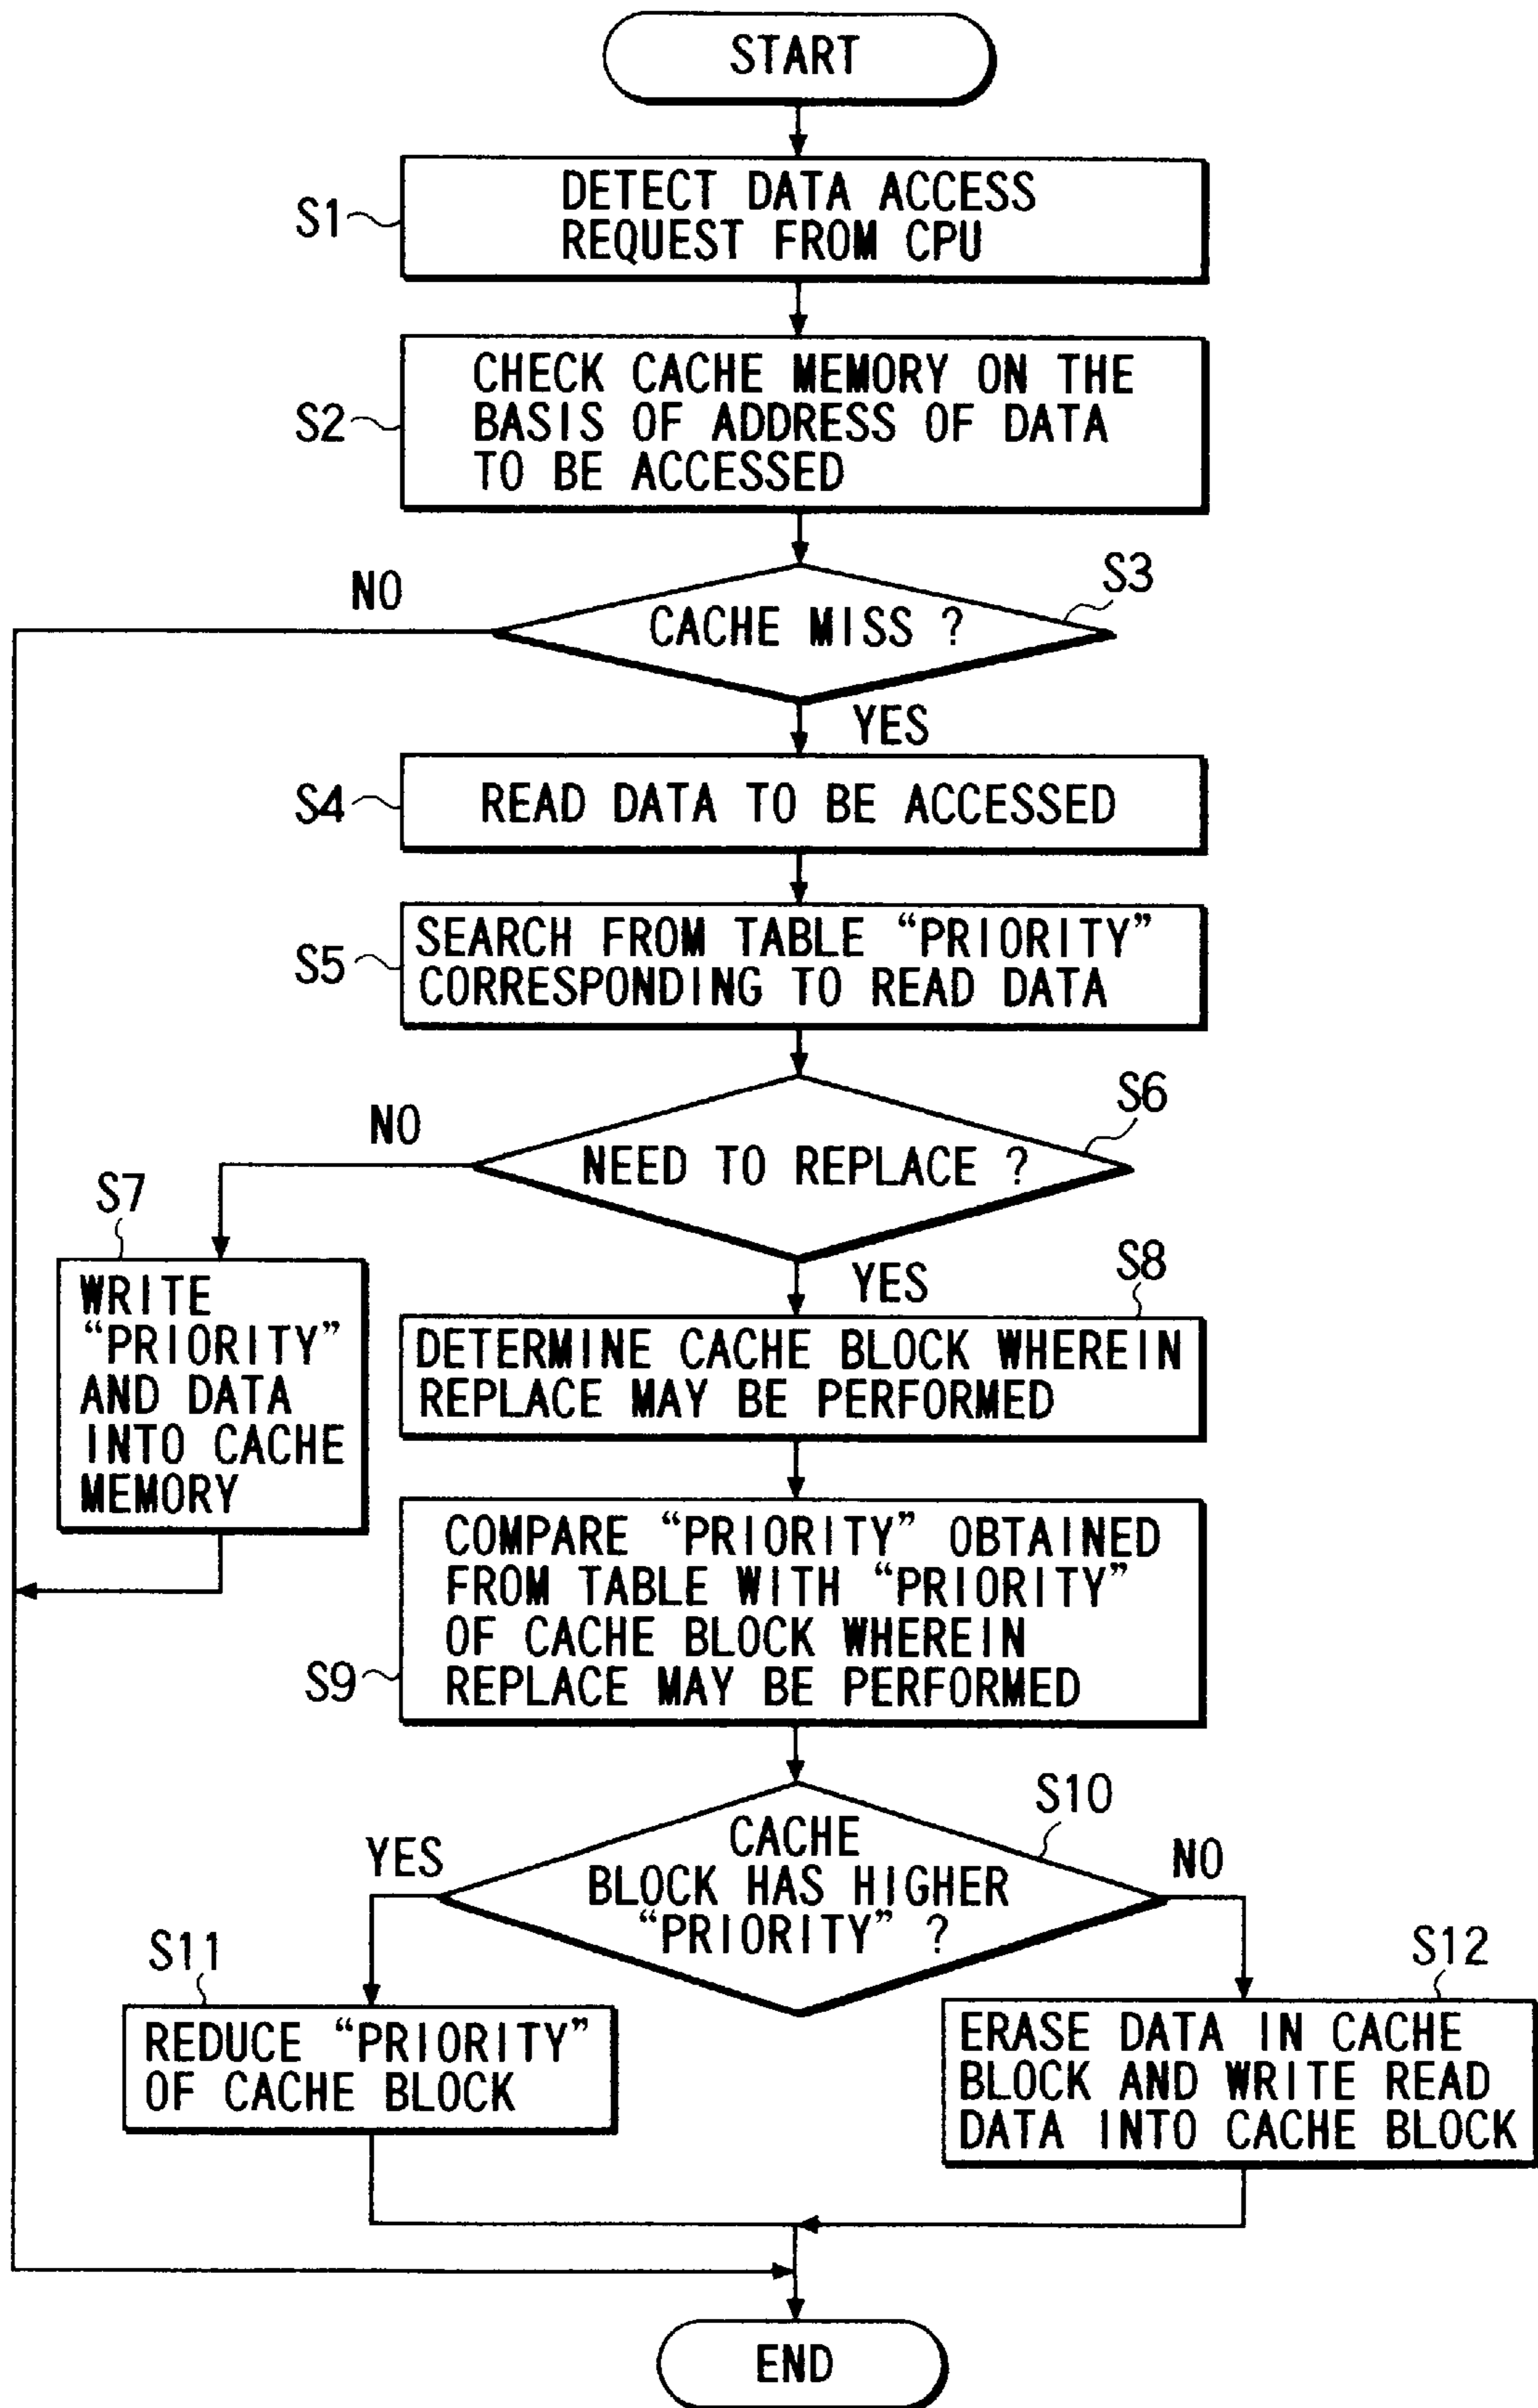 START
S1
DETECT DATA ACCESS
REQUEST FROM CPU
S2
CHECK CACHE MEMORY ON THE
BASIS OF ADDRESS OF DATA
TO BE ACCESSED
S3
NO
CACHE MISS ?
YES
S4
READ DATA TO BE ACCESSED
S5
SEARCH FROM TABLE “PRIORITY”
CORRESPONDING TO READ DATA
S6
NO
NEED TO REPLACE ?
YES
S7
WRITE
“PRIORITY”
AND DATA
INTO CACHE
MEMORY
S8
DETERMINE CACHE BLOCK WHEREIN
REPLACE MAY BE PERFORMED
S9
COMPARE “PRIORITY” OBTAINED
FROM TABLE WITH “PRIORITY”
OF CACHE BLOCK WHEREIN
REPLACE MAY BE PERFORMED
S10
YES
CACHE
BLOCK HAS HIGHER
“PRIORITY” ?
NO
S11
REDUCE “PRIORITY”
OF CACHE BLOCK
S12
ERASE DATA IN CACHE
BLOCK AND WRITE READ
DATA INTO CACHE BLOCK
END